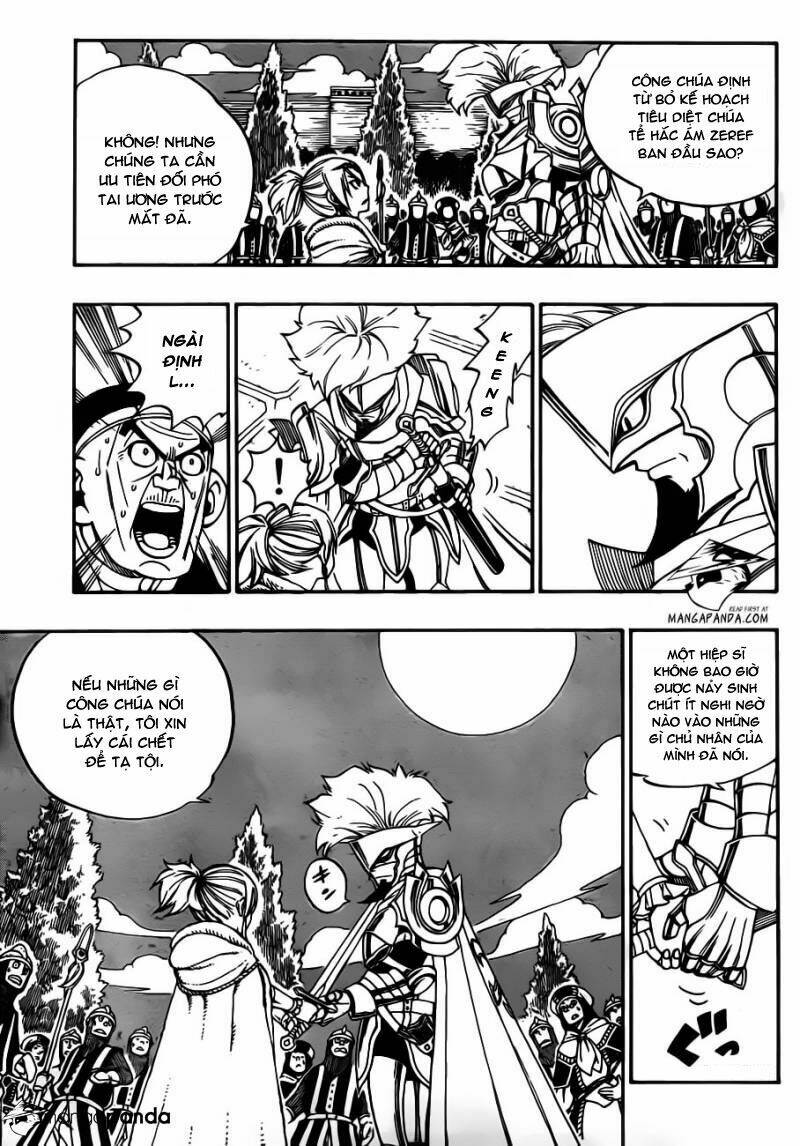 CÔNG CHÚA ĐỊNH
TỪ BỎ KẾ HOẠCH
TIÊU DIỆT CHÚA
TỂ HẮC ÁM ZEREF
BAN ĐẦU SAO?
KHÔNG! NHƯNG
CHÚNG TA CẦN
ƯU TIÊN ĐỐI PHÓ
TAI ƯƠNG TRƯỚC
MẮT ĐÃ.
KEENG
!
NGÀI
ĐỊNH
L...
READ FIRST AT
MANGAPANDA.COM
MỘT HIỆP SĨ
KHÔNG BAO GIỜ
ĐƯỢC NẢY SINH
CHÚT ÍT NGHI NGỜ
NÀO VÀO NHỮNG
GÌ CHỦ NHÂN CỦA
MÌNH ĐÃ NÓI.
ぐっ
NẾU NHỮNG GÌ
CÔNG CHÚA NÓI
LÀ THẬT, TÔI XIN
LẤY CÁI CHẾT
ĐỂ TẠ TỘI.
mangapanda